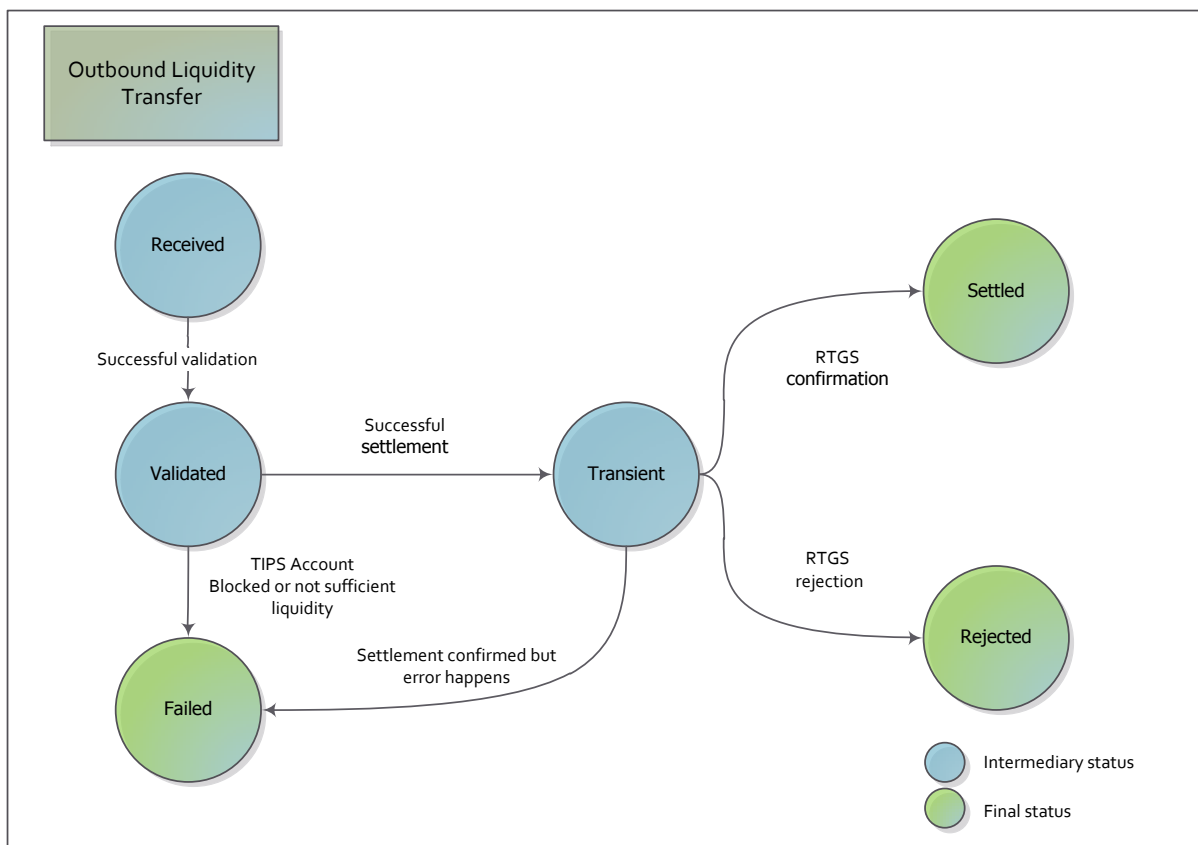 Outbound Liquidity
Transfer
Received
Settled
Successful validation
RTGS
confirmation
Validated
Successful
settlement
Transient
TIPS Account
Blocked or not sufficient
liquidity
RTGS
rejection
Settlement confirmed but
error happens
Rejected
Failed
Intermediary status
Final status